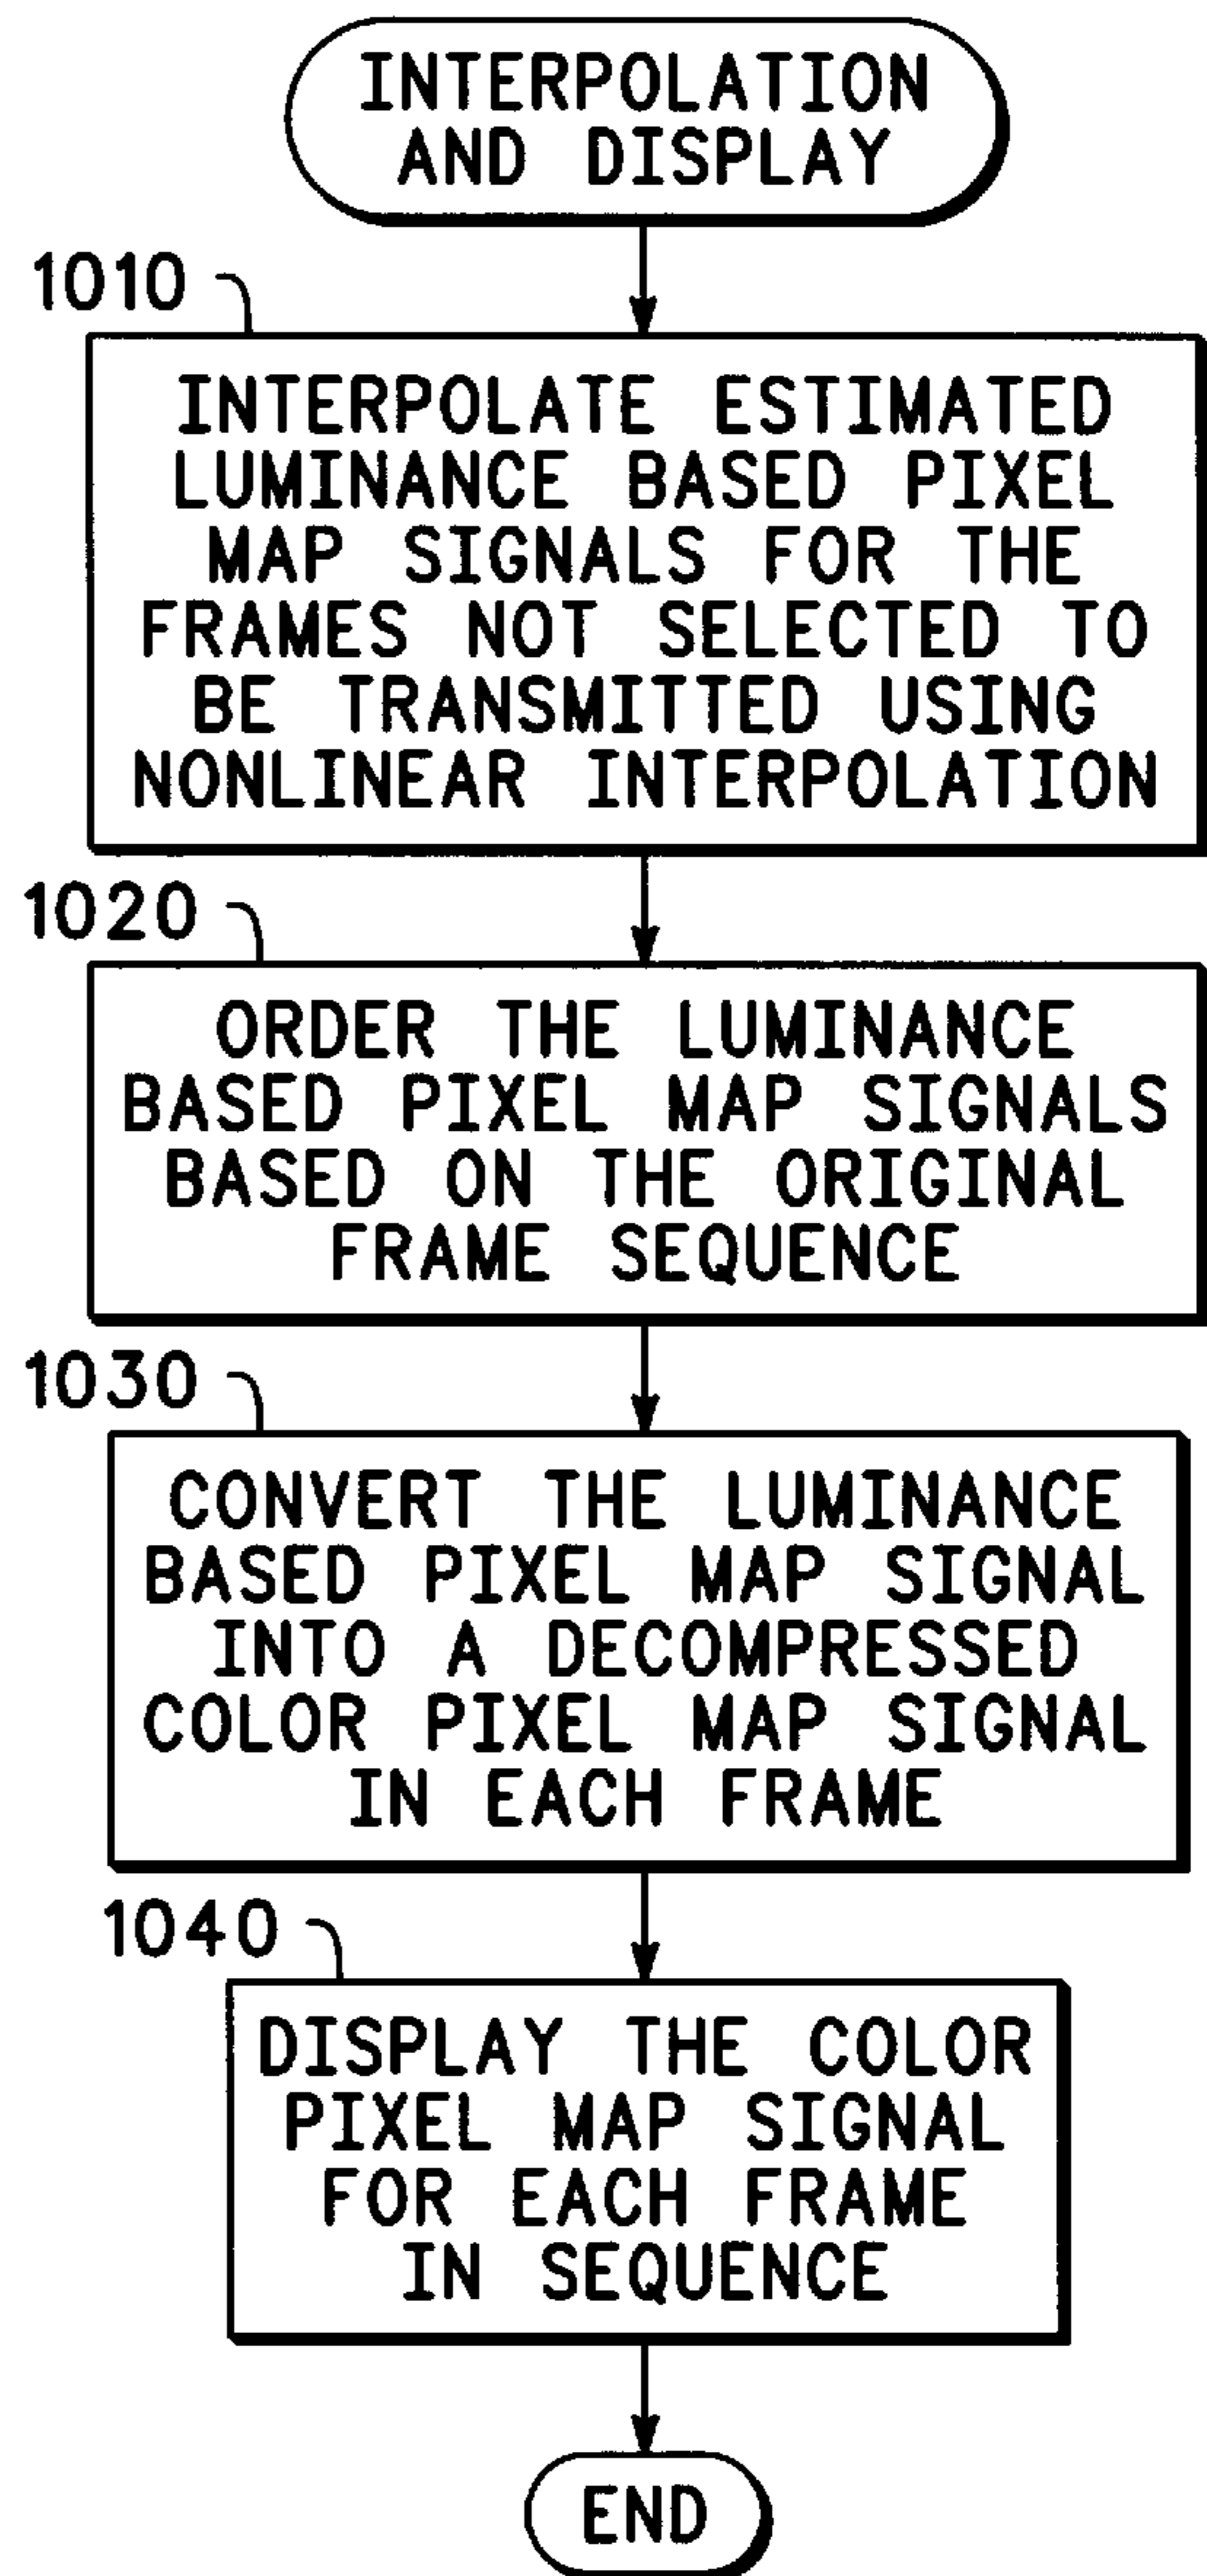 INTERPOLATION
AND DISPLAY
1010
INTERPOLATE ESTIMATED
LUMINANCE BASED PIXEL
MAP SIGNALS FOR THE
FRAMES NOT SELECTED TO
BE TRANSMITTED USING
NONLINEAR INTERPOLATION
1020
ORDER THE LUMINANCE
BASED PIXEL MAP SIGNALS
BASED ON THE ORIGINAL
FRAME SEQUENCE
1030
CONVERT THE LUMINANCE
BASED PIXEL MAP SIGNAL
INTO A DECOMPRESSED
COLOR PIXEL MAP SIGNAL
IN EACH FRAME
1040
DISPLAY THE COLOR
PIXEL MAP SIGNAL
FOR EACH FRAME
IN SEQUENCE
END